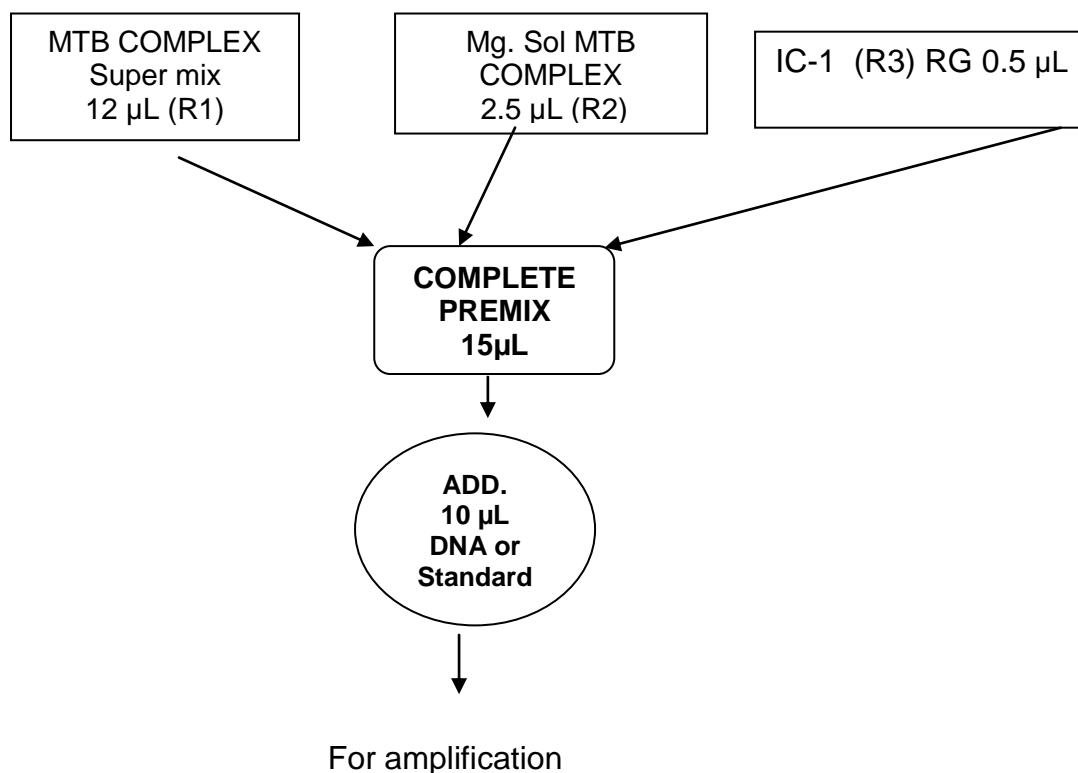 MTB COMPLEX
Super mix
12 µL (R1)
Mg. Sol MTB
COMPLEX
2.5 µL (R2)
IC-1 (R3) RG 0.5 µL
COMPLETE
PREMIX
15µL
ADD.
10 µL
DNA or
Standard
For amplification